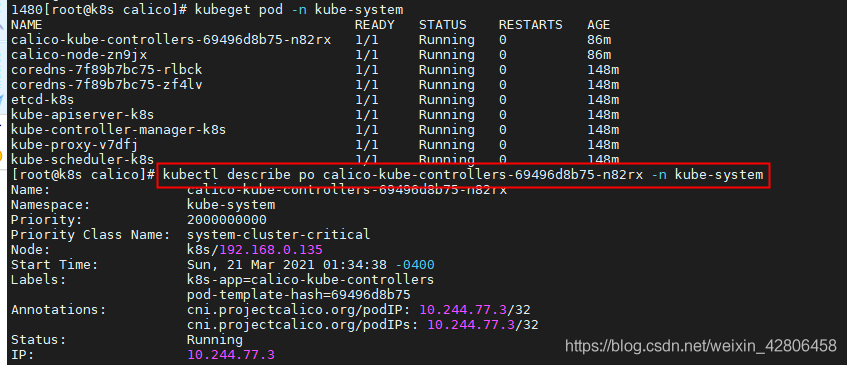 1480[root@k8s calico]# kubeget pod -n kube-system
NAME READY STATUS RESTARTS AGE
calico-kube-controllers-69496d8b75-n82rx 1/1 Running 0 86m
calico-node-zn9jx 1/1 Running 0 86m
coredns-7f89b7bc75-rlbck 1/1 Running 0 148m
coredns-7f89b7bc75-zf4lv 1/1 Running 0 148m
etcd-k8s 1/1 Running 0 148m
kube-apiserver-k8s 1/1 Running 0 148m
kube-controller-manager-k8s 1/1 Running 0 148m
kube-proxy-v7dfj 1/1 Running 0 148m
kube-scheduler-k8s 1/1 Running 0 148m
[root@k8s calico]# kubectl describe po calico-kube-controllers-69496d8b75-n82rx -n kube-system
Name: calico-kube-controllers-69496d8b75-n82rx
Namespace: kube-system
Priority: 2000000000
Priority Class Name: system-cluster-critical
Node: k8s/192.168.0.135
Start Time: Sun, 21 Mar 2021 01:34:38 -0400
Labels: k8s-app=calico-kube-controllers
pod-template-hash=69496d8b75
Annotations: cni.projectcalico.org/podIP: 10.244.77.3/32
cni.projectcalico.org/podIPs: 10.244.77.3/32
Status: Running
IP: 10.244.77.3
https://blog.csdn.net/weixin_42806458